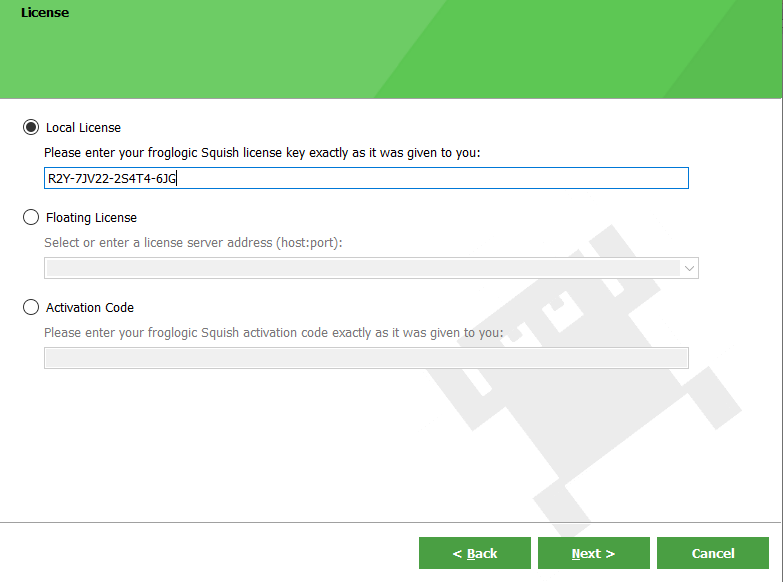 License
Local License
Please enter your froglogic Squish license key exactly as it was given to you:
R2Y-7JV22-2S4T4-6JG
Floating License
Select or enter a license server address (host:port):
Activation Code
Please enter your froglogic Squish activation code exactly as it was given to you:
< Back Next > Cancel